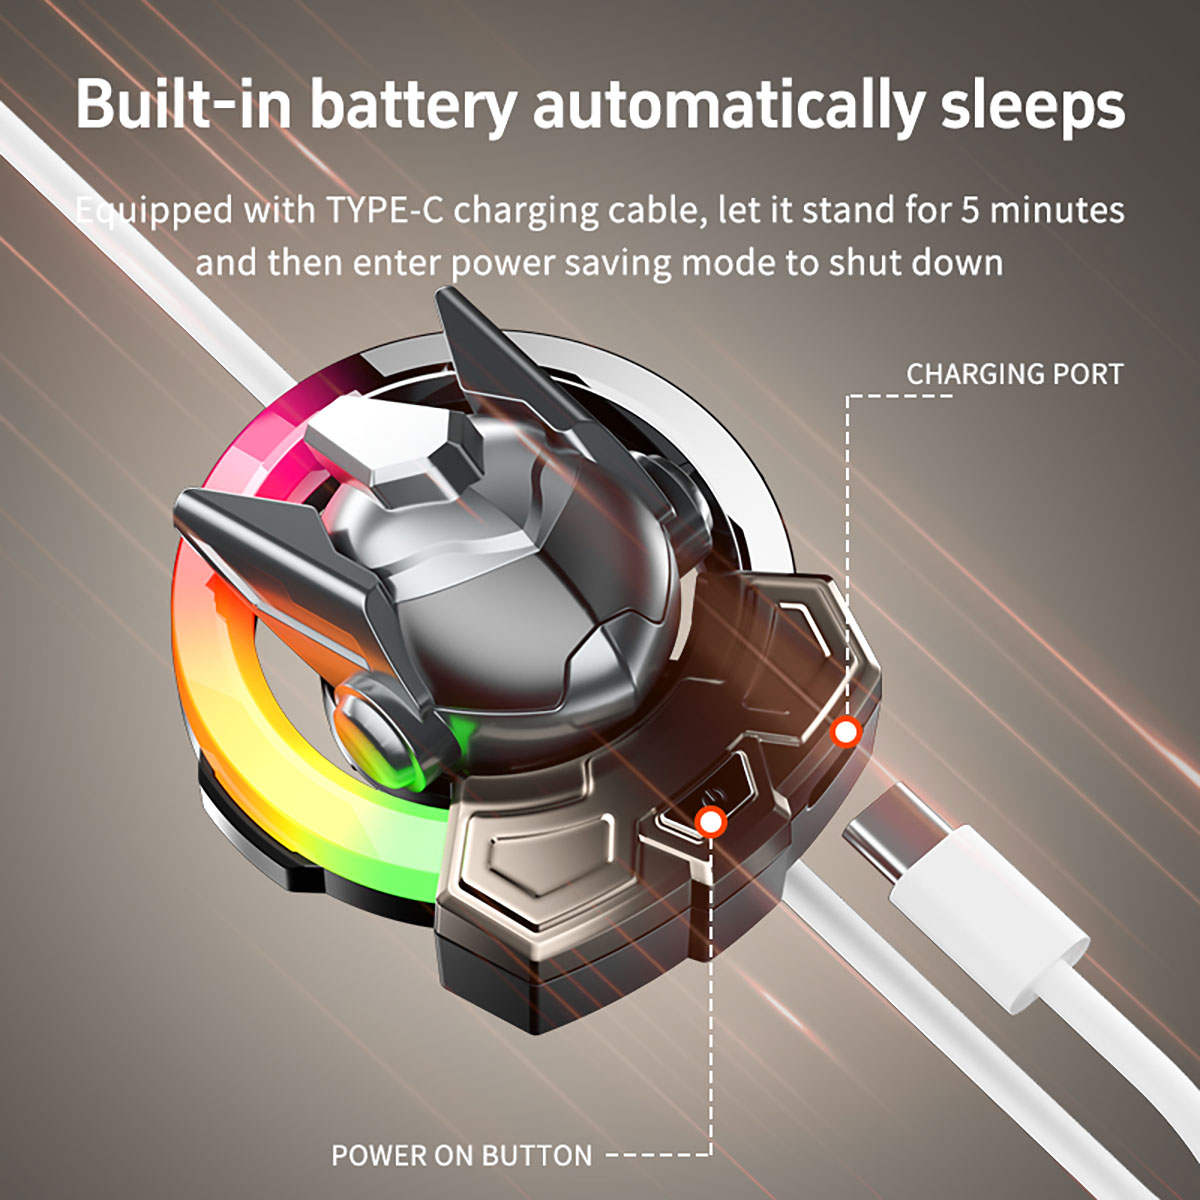 Built-in battery automatically sleeps
Equipped with TYPE-C charging cable, let it stand for 5 minutes
and then enter power saving mode to shut down
CHARGING PORT
POWER ON BUTTON